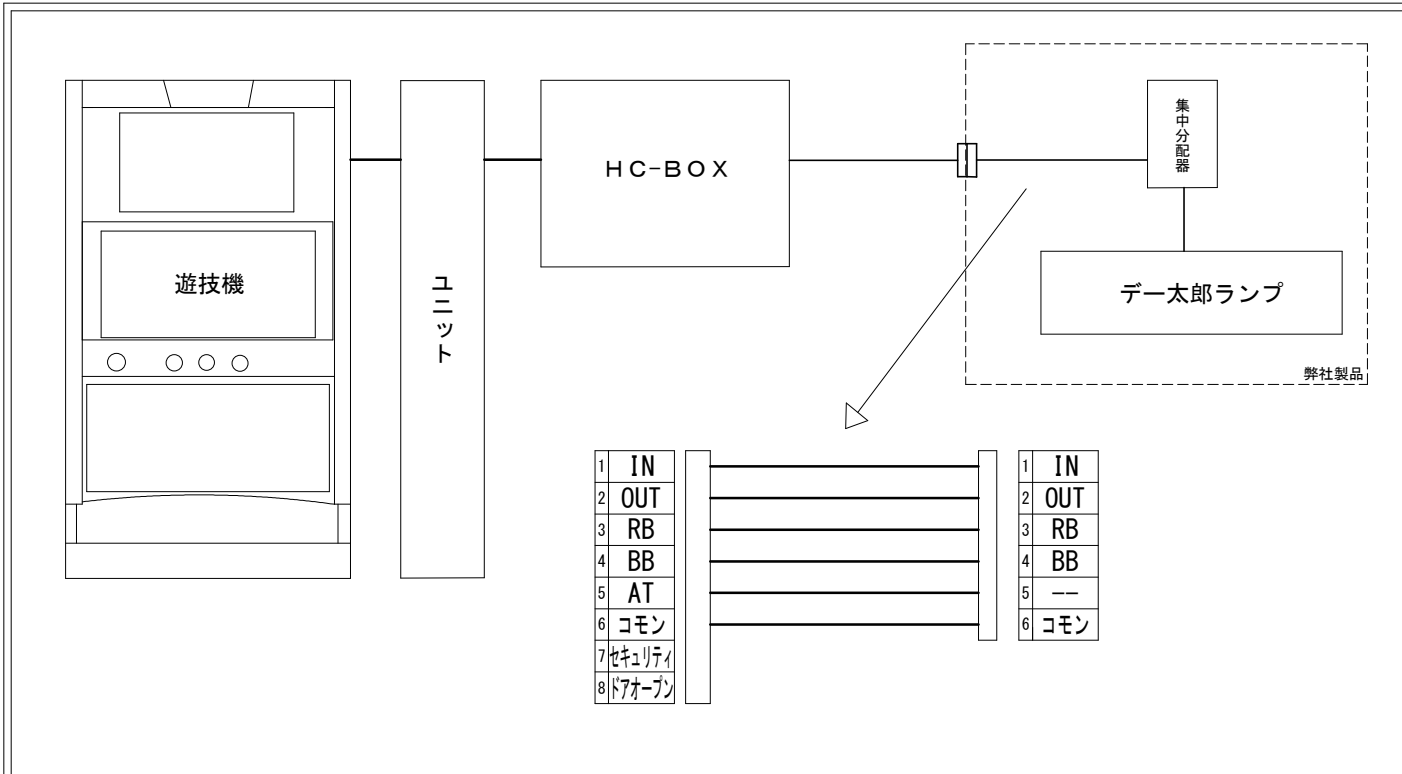 遊技機
ユニット
HC-BOX
集中分配器
デー太郎ランプ
弊社製品
1 IN
2 OUT
3 RB
4 BB
5 AT
6 コモン
7 セキュリティ
8 ドアオープン
1 IN
2 OUT
3 RB
4 BB
5 --
6 コモン